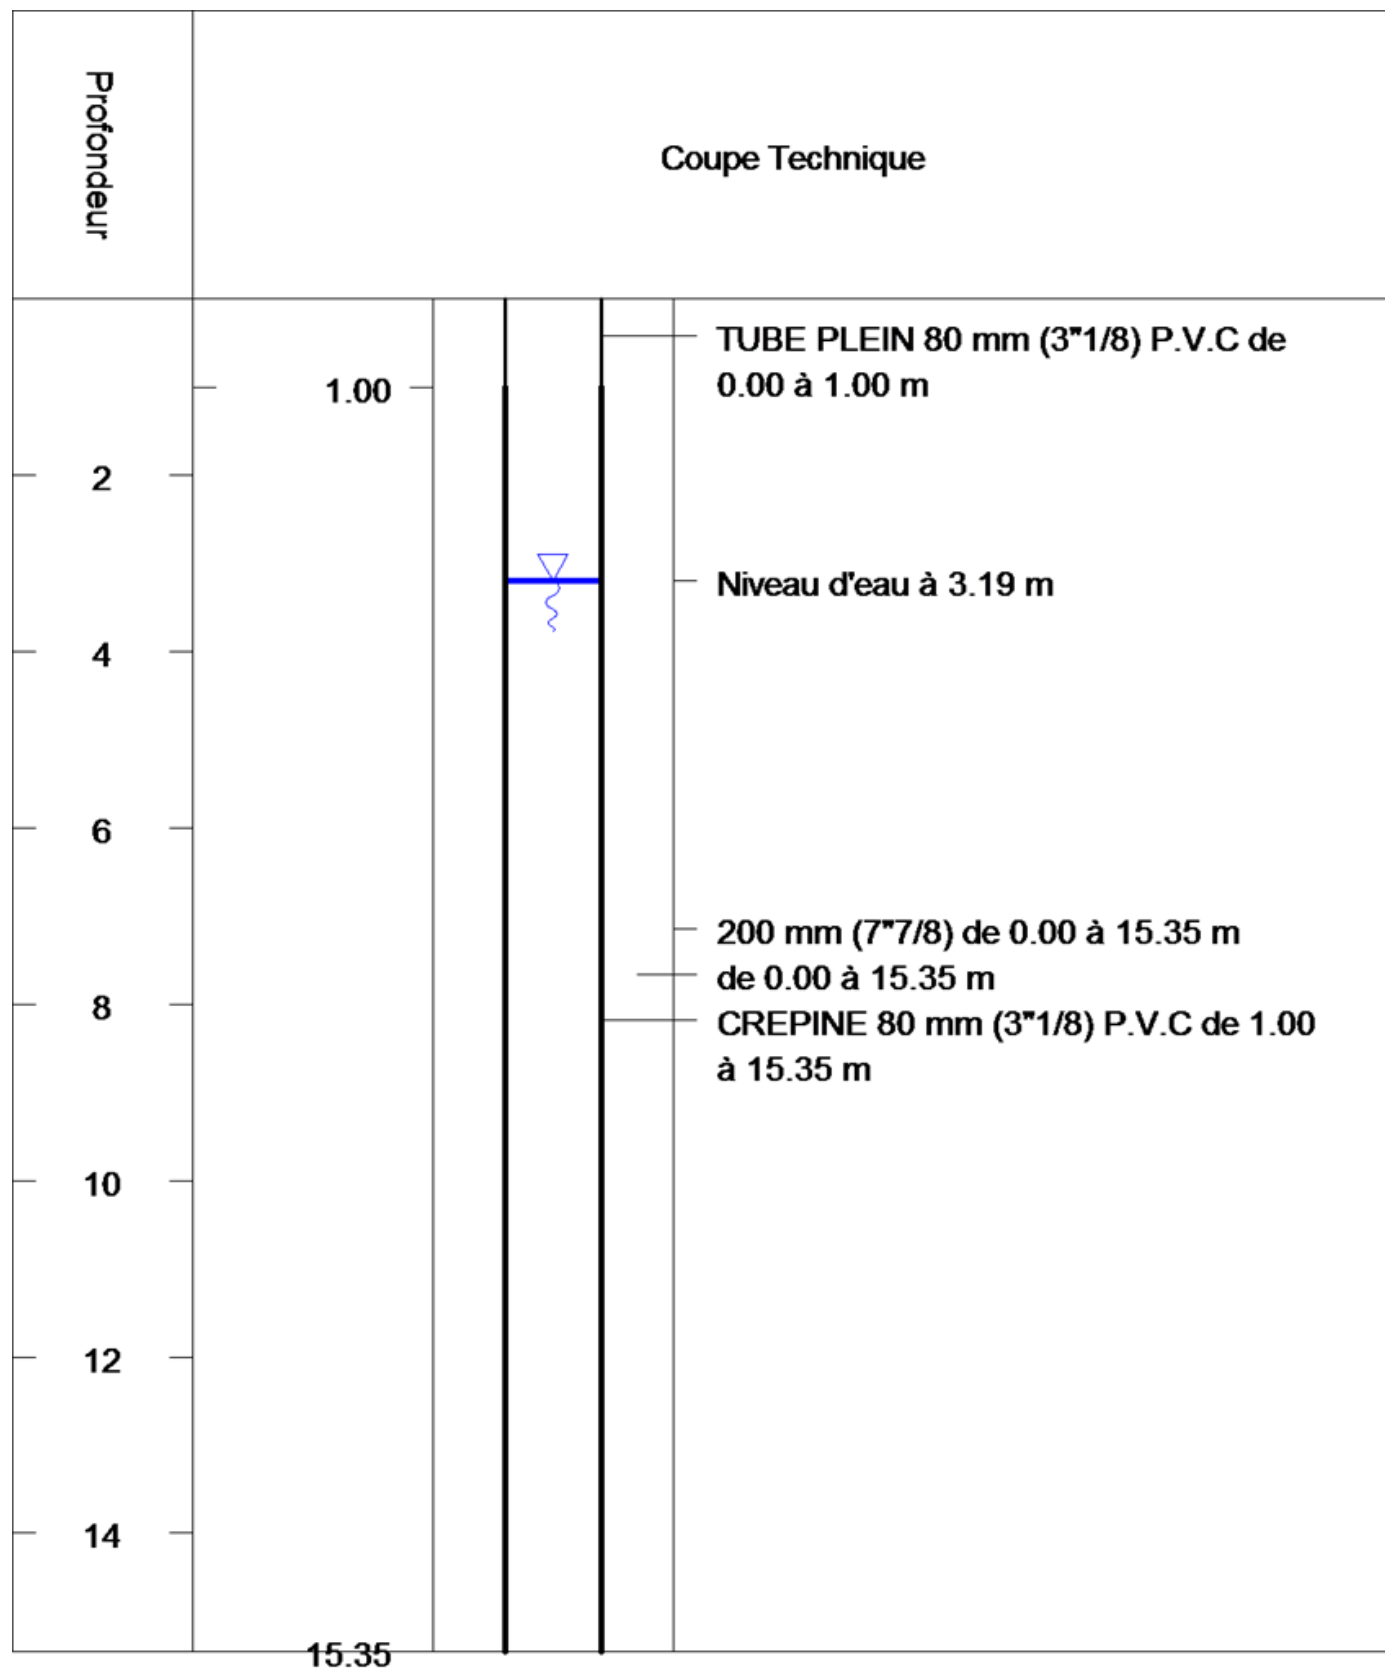 Profondeur
Coupe Technique
TUBE PLEIN 80 mm (3"1/8) P.V.C de
0.00 à 1.00 m
1.00
2
Niveau d'eau à 3.19 m
4
6
200 mm (7"7/8) de 0.00 à 15.35 m
de 0.00 à 15.35 m
8
CREPINE 80 mm (3"1/8) P.V.C de 1.00
à 15.35 m
10
12
14
15.35